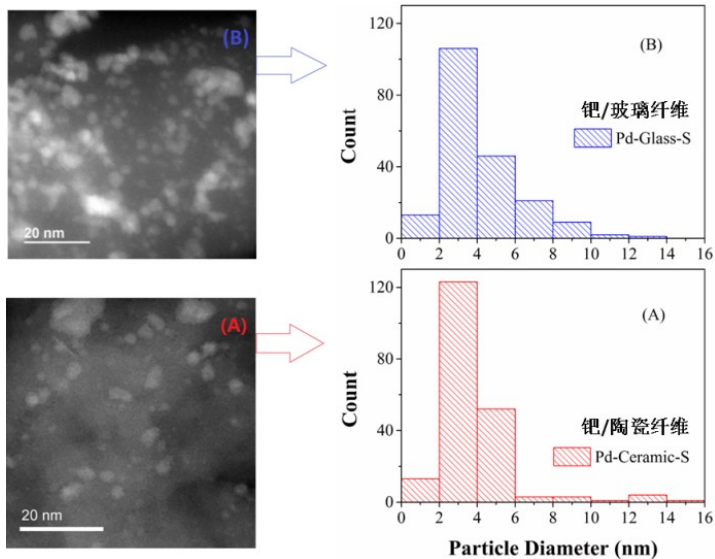 (B)
20 nm
120
80
40
0
Count
(B)
钯/玻璃纤维
Pd-Glass-S
0 2 4 6 8 10 12 14 16
(A)
20 nm
120
80
40
0
Count
(A)
钯/陶瓷纤维
Pd-Ceramic-S
0 2 4 6 8 10 12 14 16
Particle Diameter (nm)